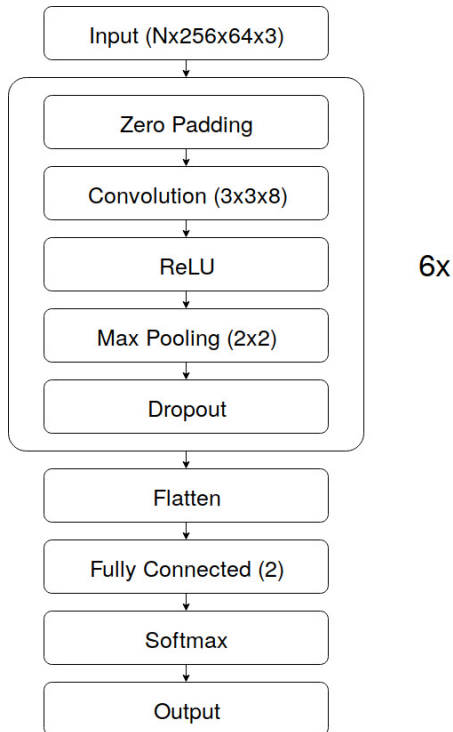 Input (Nx256x64x3)
Zero Padding
Convolution (3x3x8)
ReLU
6x
Max Pooling (2x2)
Dropout
Flatten
Fully Connected (2)
Softmax
Output